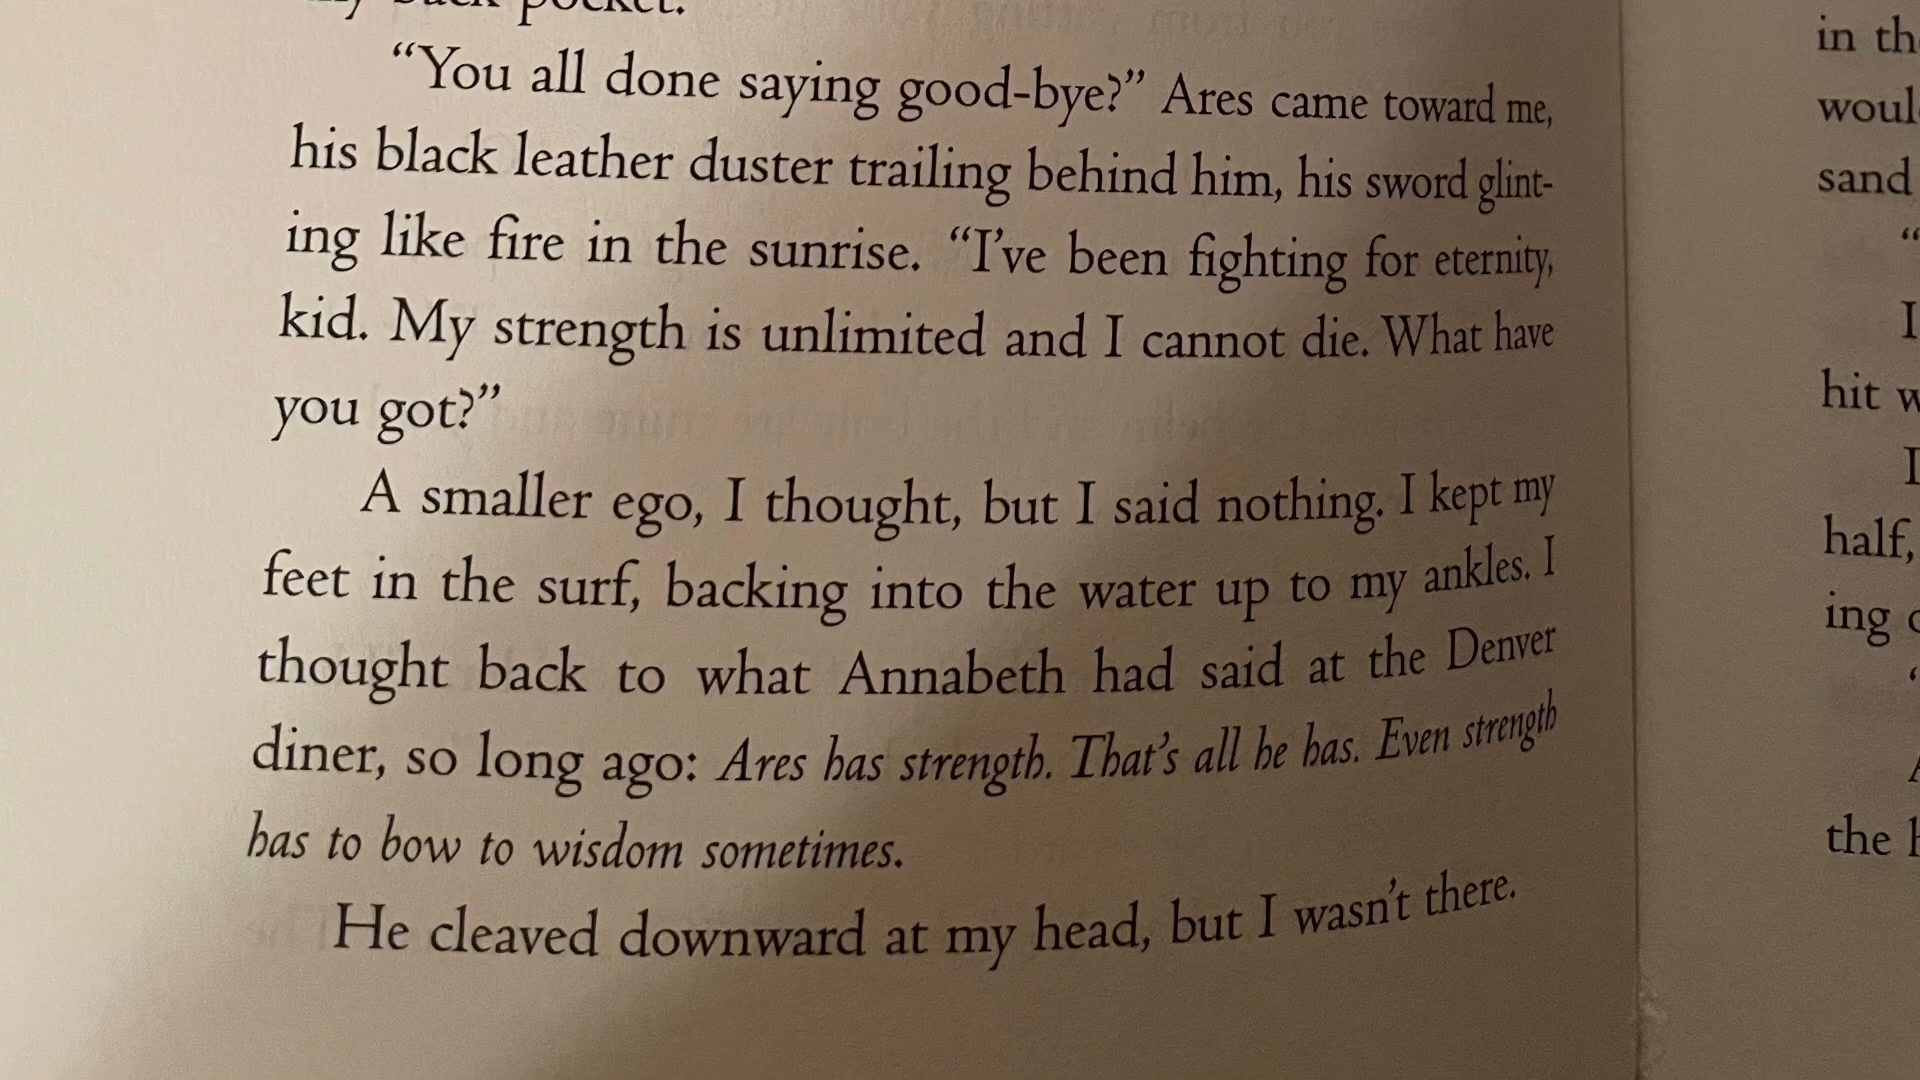 back pocket.
“You all done saying good-bye?” Ares came toward me,
his black leather duster trailing behind him, his sword glint-
ing like fire in the sunrise. “I’ve been fighting for eternity,
kid. My strength is unlimited and I cannot die. What have
you got?”
A smaller ego, I thought, but I said nothing. I kept my
feet in the surf, backing into the water up to my ankles. I
thought back to what Annabeth had said at the Denver
diner, so long ago: Ares has strength. That’s all he has. Even strength
has to bow to wisdom sometimes.
He cleaved downward at my head, but I wasn’t there.
in
sand
“
I
hit
half,
ing
the